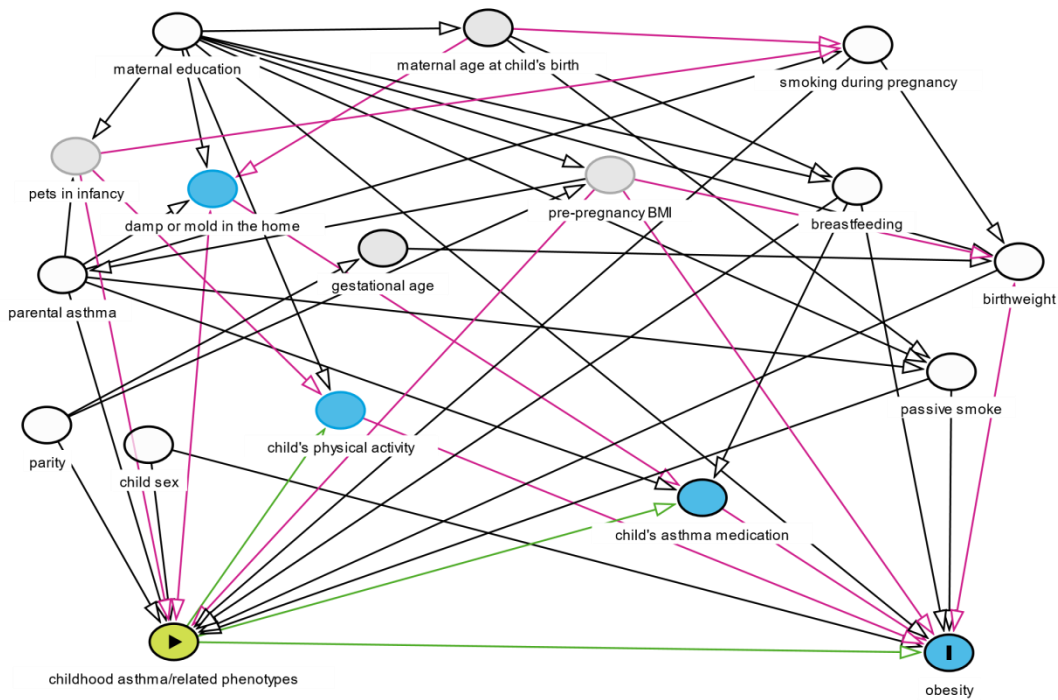 maternal education
maternal age at child's birth
smoking during pregnancy
pets in infancy
damp or mold in the home
pre-pregnancy BMI
breastfeeding
gestational age
parental asthma
birthweight
passive smoke
child's physical activity
parity
child sex
child's asthma medication
childhood asthma/related phenotypes
obesity